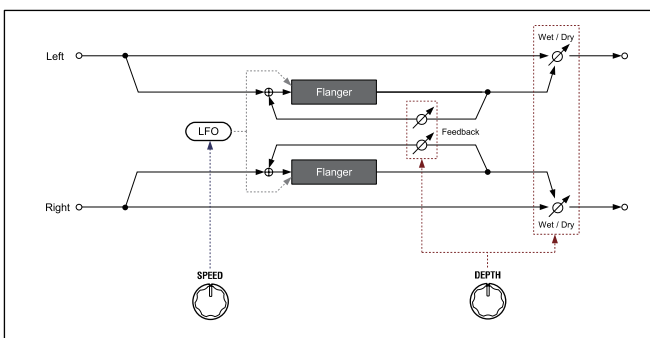 Wet / Dry
Left
Flanger
LFO
Feedback
Flanger
Right
Wet / Dry
SPEED
DEPTH